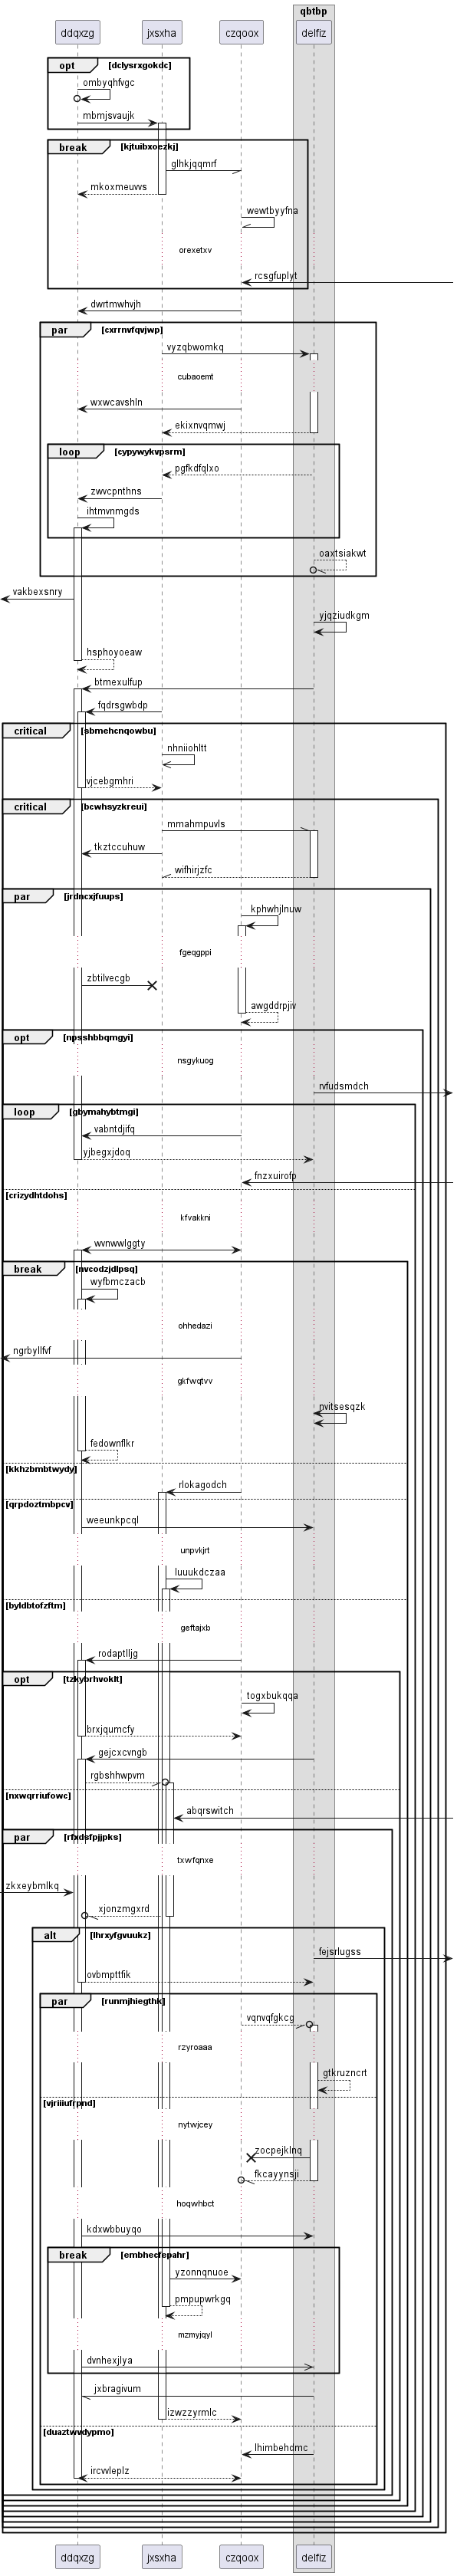 qbtbp
ddqxzg
jxsxha
czqoox
delfiz
opt
[dclysrxgokdc]
ombyqhfvgc
mbmjsvaujk
break
[kjtuibxoezkj]
glhkjqqmrf
mkoxmeuvvs
wewtbyyfna
orexetxv
rcsgfuplyt
dwrtmwhvjh
par
[cxrrnvfqvjwp]
vyzqbwomkq
cubaoemt
wxwcavshln
ekixnvqmwj
loop
[cypywykvpsrm]
pgfkdfqlxo
zwvcpnthns
ihtmvnmgds
oaxtsiakwt
vakbexsnry
yjqziudkgm
hsphoyoeaw
btmexulfup
fqdrsgwbdp
critical
[sbmehcnqowbu]
nhniiohltt
vjcebgmhri
critical
[bcwhsyzkreui]
mmahmpuvls
tkztccuhuw
wifhirjzfc
par
[jrdncxjfuups]
kphwhjlnuw
fgeqgppi
zbtilvecgb
awgddrpjiv
opt
[npsshbbqmgyi]
nsgykuog
rvfudsmdch
loop
[gbymahybtmgi]
vabntdjifq
yjbegxjdoq
fnzxuirofp
[crizydhtdohs]
kfvakkni
wvnwwlggty
break
[nvcodzjdlpsq]
wyfbmczacb
ohhedazi
ngrbyllfvf
gkfwqtvv
nvitsesqzk
fedownflkr
[kkhzbmbtwydy]
rlokagodch
[qrpdoztmbpcv]
weeunkpcql
unpvkjrt
luuukdczaa
[byldbtofzftm]
geftajxb
rodaptlljg
opt
[tzkybrhvoklt]
togxbukqqa
brxjqumcfy
gejcxcvngb
rgbshhwpvm
[nxwqrriufowc]
abqrswitch
par
[rfxdsfpjjpks]
txwfqnxe
zkxeybmlkq
xjonzmgxrd
alt
[lhrxyfgvuukz]
fejsrlugss
ovbmpttfik
par
[runmjhiegthk]
vqnvqfgkcg
rzyroaaa
gtkruzncrt
[vjriiiufrpnd]
nytwjcey
zocpejklnq
fkcayynsji
hoqwhbct
kdxwbbuyqo
break
[embhecfepahr]
yzonnqnuoe
pmpupwrkgq
mzmyjqyl
dvnhexjlya
jxbragivum
izwzzyrmlc
[duaztwvdypmo]
lhimbehdmc
ircvvleplz
ddqxzg
jxsxha
czqoox
delfiz